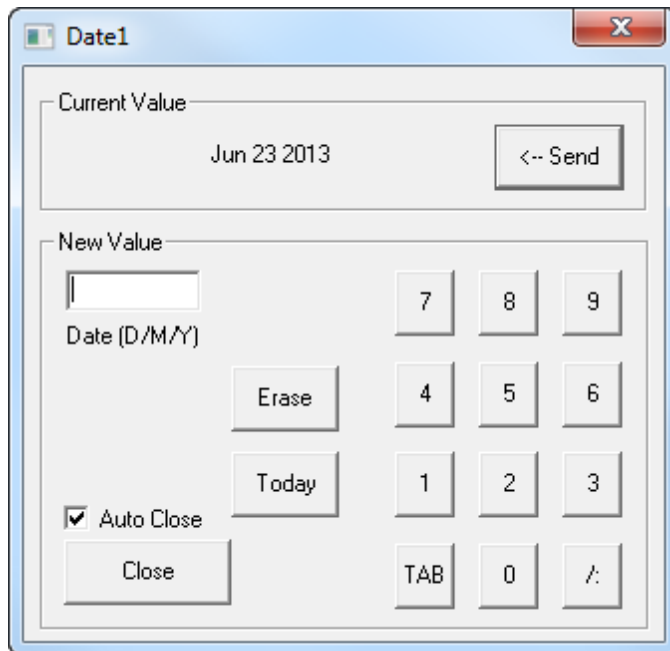 Date1
Current Value
Jun 23 2013
<-- Send
New Value
Date (D/M/Y)
7 8 9
Erase
4 5 6
Today
1 2 3
Auto Close
Close
TAB 0 /: